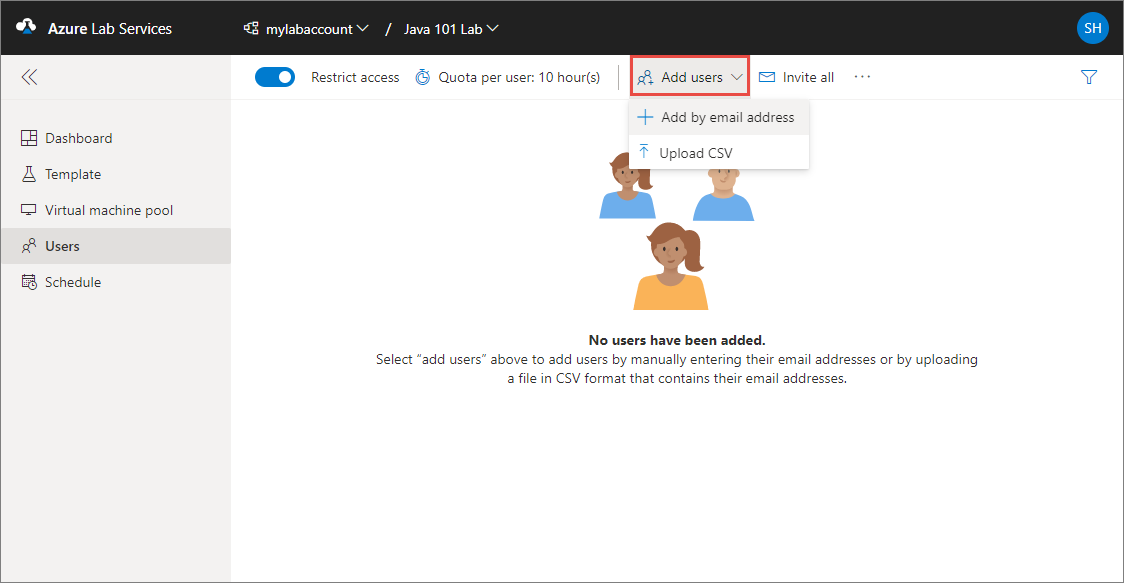 Azure Lab Services mylabaccount / Java 101 Lab SH
Restrict access Quota per user: 10 hour(s) Add users Invite all ...
Add by email address
Upload CSV
Dashboard
Template
Virtual machine pool
Users
Schedule
No users have been added.
Select “add users” above to add users by manually entering their email addresses or by uploading
a file in CSV format that contains their email addresses.